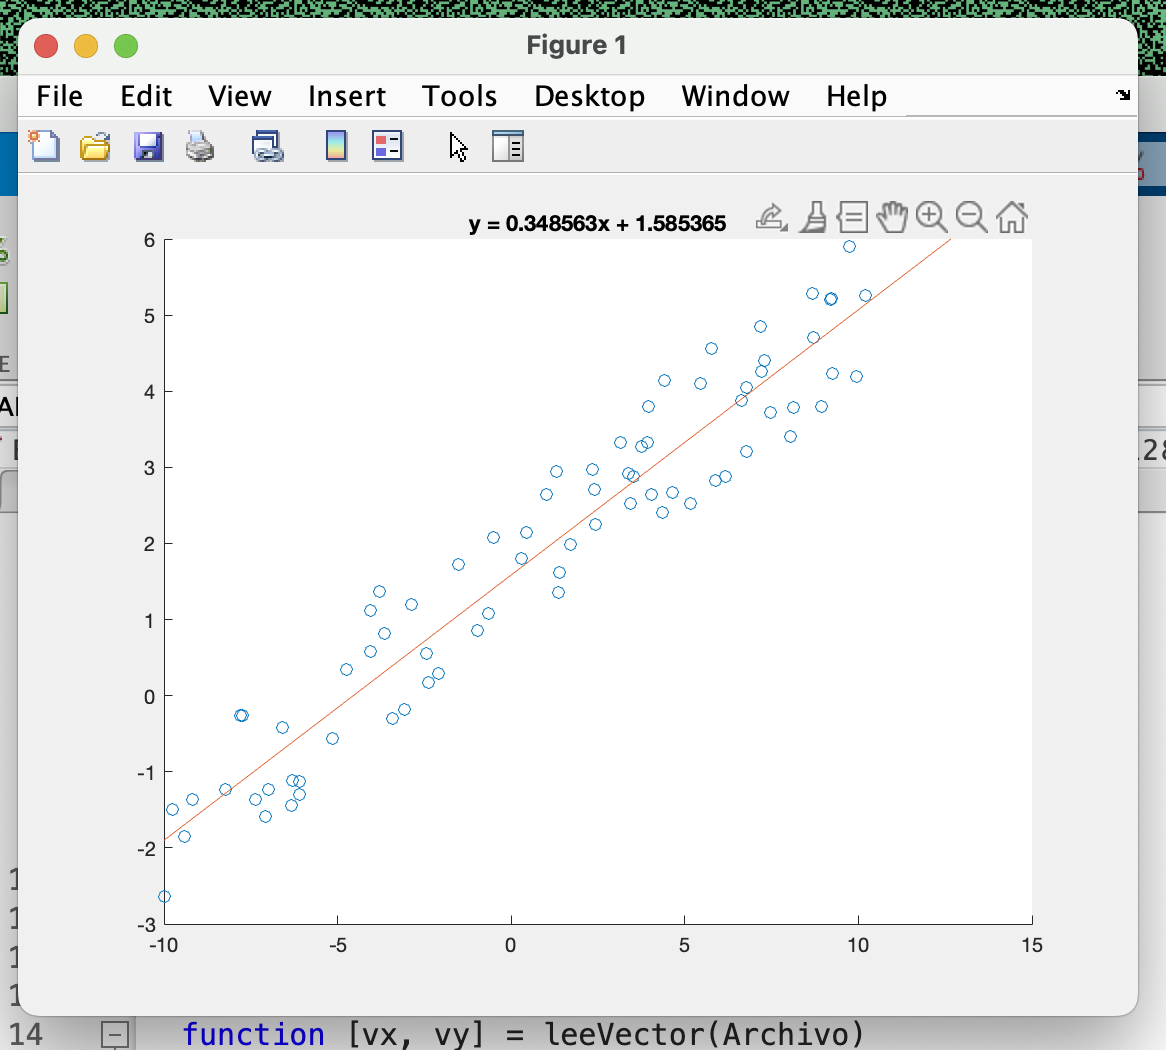 Figure 1
File Edit View Insert Tools Desktop Window Help
y = 0.348563x + 1.585365
6
5
4
3
2
1
0
-1
-2
-3
-10 -5 0 5 10 15
14 function [vx, vy] = leeVector(Archivo)